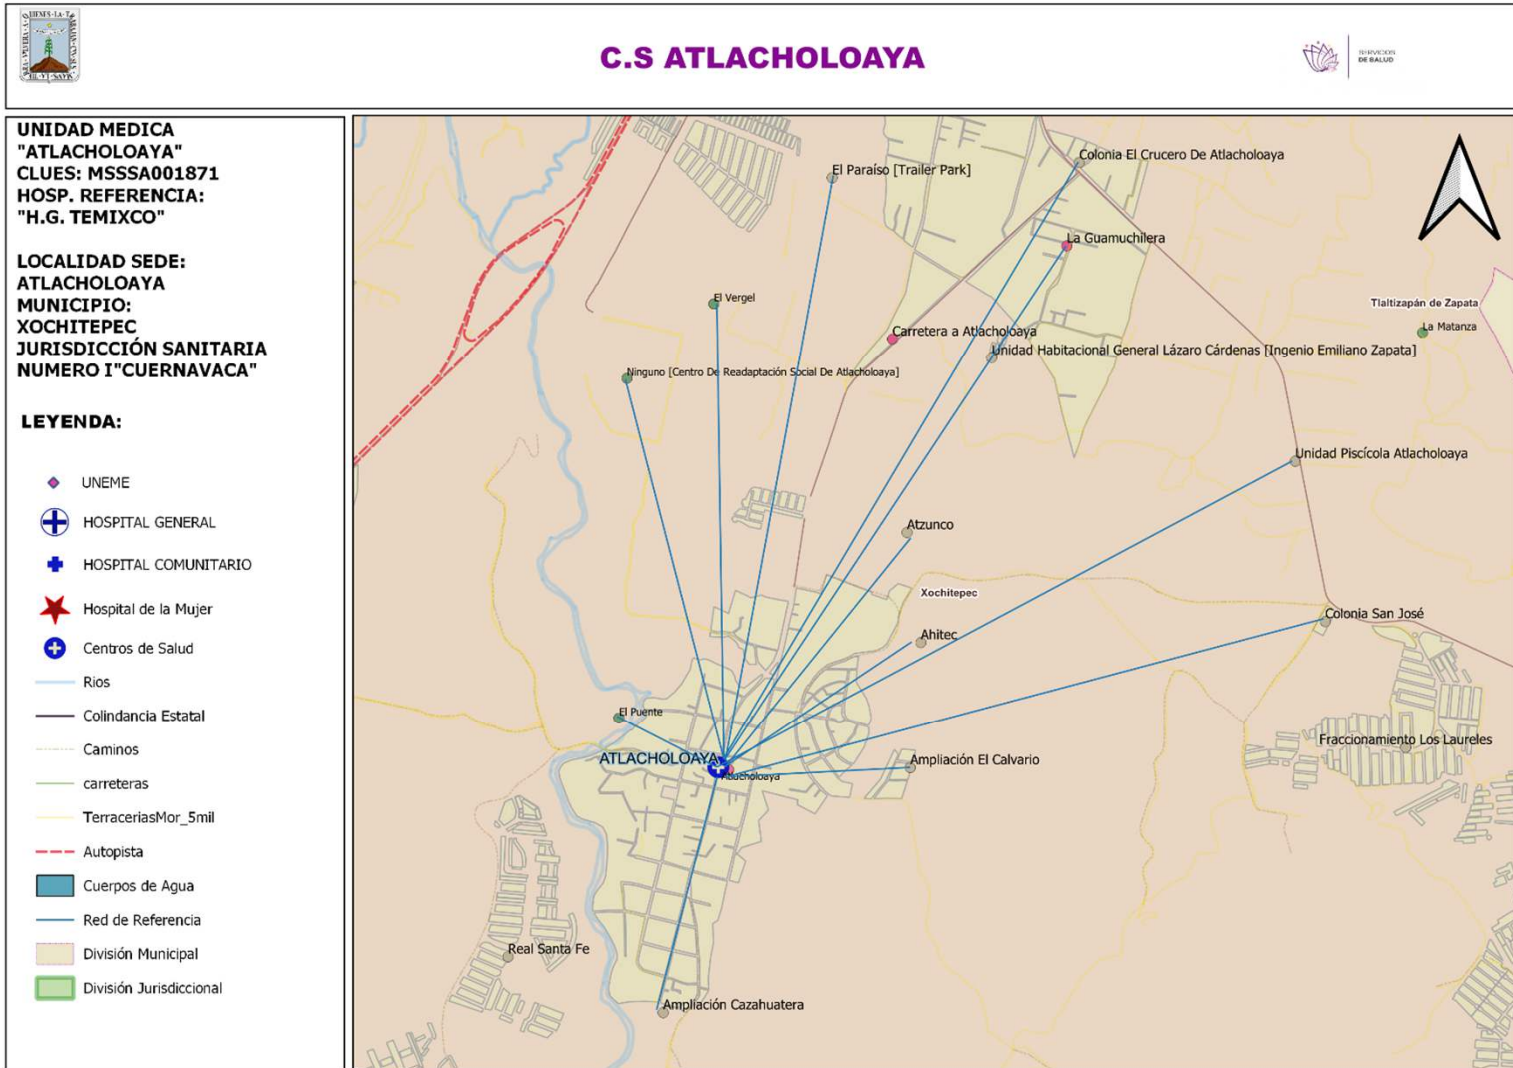 C.S ATLACHOLOAYA
SERVICIOS
DE SALUD
UNIDAD MEDICA
"ATLACHOLOAYA"
CLUES: MSSSA001871
HOSP. REFERENCIA:
"H.G. TEMIXCO"
LOCALIDAD SEDE:
ATLACHOLOAYA
MUNICIPIO:
XOCHITEPEC
JURISDICCIÓN SANITARIA
NUMERO I"CUERNAVACA"
LEYENDA:
UNEME
HOSPITAL GENERAL
HOSPITAL COMUNITARIO
Hospital de la Mujer
Centros de Salud
Rios
Colindancia Estatal
Caminos
carreteras
TerraceriasMor_5mil
Autopista
Cuerpos de Agua
Red de Referencia
División Municipal
División Jurisdiccional
Colonia El Crucero De Atlacholoaya
El Paraíso [Trailer Park]
La Guamuchilera
El Vergel
Tlaltizapán de Zapata
La Matanza
Carretera a Atlacholoaya
Unidad Habitacional General Lázaro Cárdenas [Ingenio Emiliano Zapata]
Ninguno [Centro De Readaptación Social De Atlacholoaya]
Unidad Piscícola Atlacholoaya
Atzunco
Xochitepec
Colonia San José
Ahitec
El Puente
Fraccionamiento Los Laureles
ATLACHOLOAYA
Ampliación El Calvario
Atlacholoaya
Real Santa Fe
Ampliación Cazahuatera